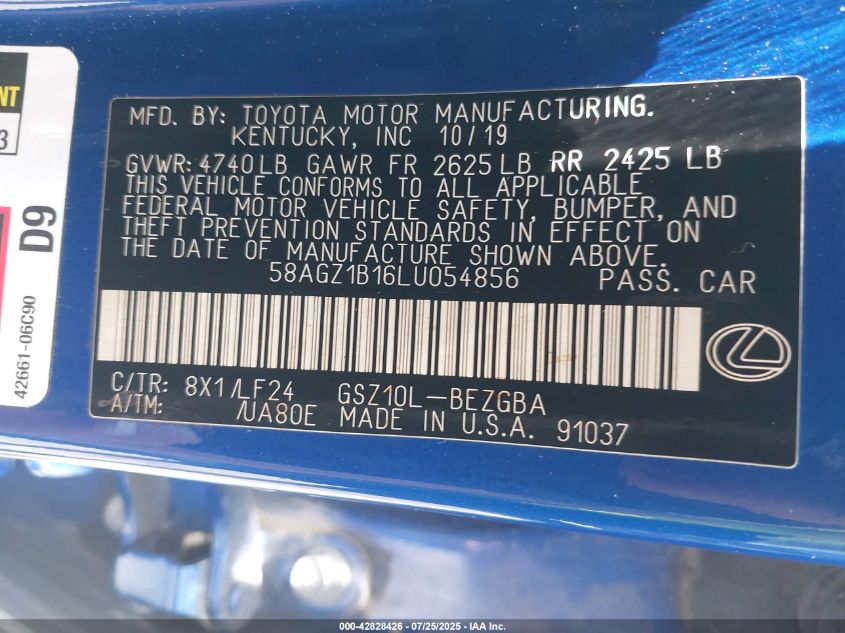 NT
3
D9
42661-06C90
MFD. BY: TOYOTA MOTOR MANUFACTURING.
KENTUCKY, INC 10/19
GVWR: 4740LB GAWR FR 2625 LB RR 2425 LB
THIS VEHICLE CONFORMS TO ALL APPLICABLE
FEDERAL MOTOR VEHICLE SAFETY, BUMPER, AND
THEFT PREVENTION STANDARDS IN EFFECT ON
THE DATE OF MANUFACTURE SHOWN ABOVE.
58AGZ1B16LU054856 PASS. CAR
C/TR: 8X1/LF24 GSZ10L-BEZGBA
A/TM: /UA80E MADE IN U.S.A. 91037
000-42828426 - 07/25/2025 - IAA Inc.